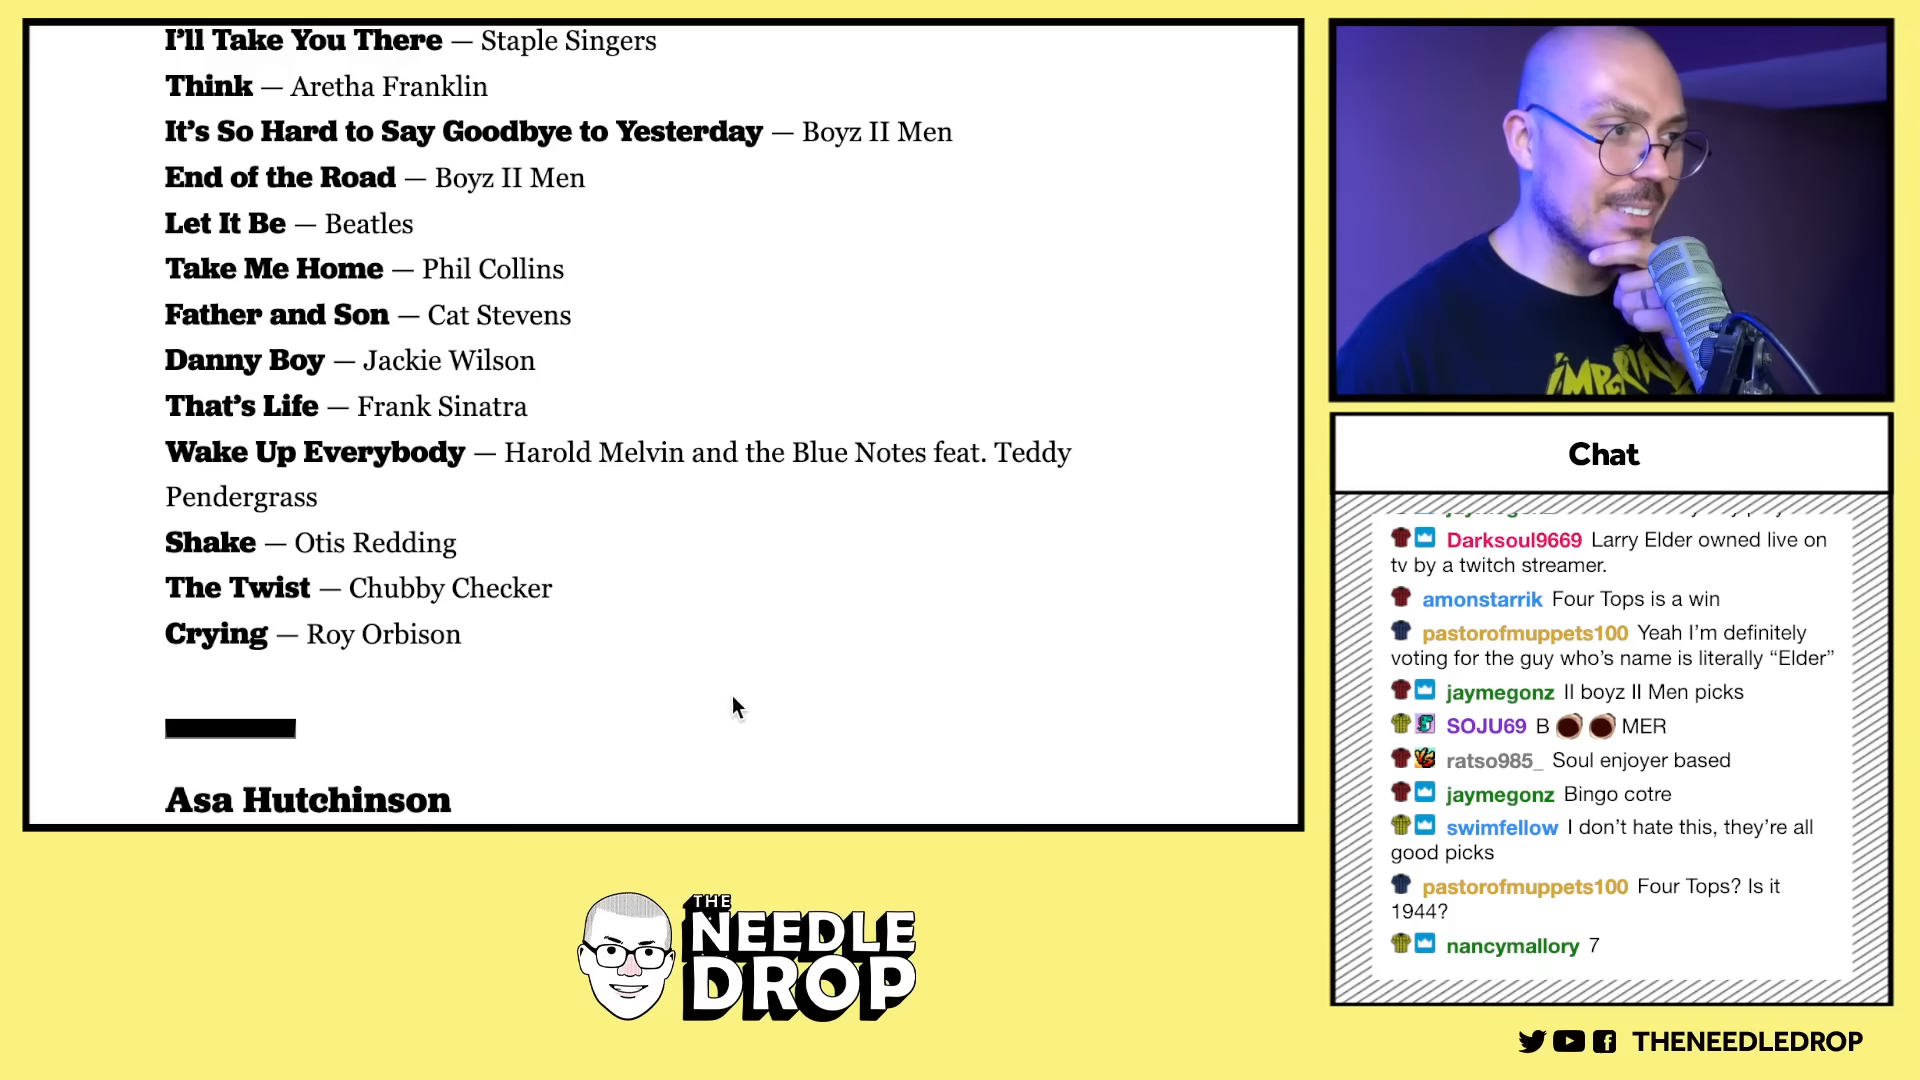 I’ll Take You There — Staple Singers
Think — Aretha Franklin
It’s So Hard to Say Goodbye to Yesterday — Boyz II Men
End of the Road — Boyz II Men
Let It Be — Beatles
Take Me Home — Phil Collins
Father and Son — Cat Stevens
Danny Boy — Jackie Wilson
That’s Life — Frank Sinatra
Wake Up Everybody — Harold Melvin and the Blue Notes feat. Teddy
Pendergrass
Shake — Otis Redding
The Twist — Chubby Checker
Crying — Roy Orbison
Asa Hutchinson
Chat
Darksoul9669 Larry Elder owned live on
tv by a twitch streamer.
amonstarrik Four Tops is a win
pastorofmuppets100 Yeah I’m definitely
voting for the guy who’s name is literally “Elder”
jaymegonz II boyz II Men picks
SOJU69 B MER
ratso985_ Soul enjoyer based
jaymegonz Bingo cotre
swimfellow I don’t hate this, they’re all
good picks
pastorofmuppets100 Four Tops? Is it
1944?
nancymallory 7
THE
NEEDLE
DROP
THENEEDLEDROP